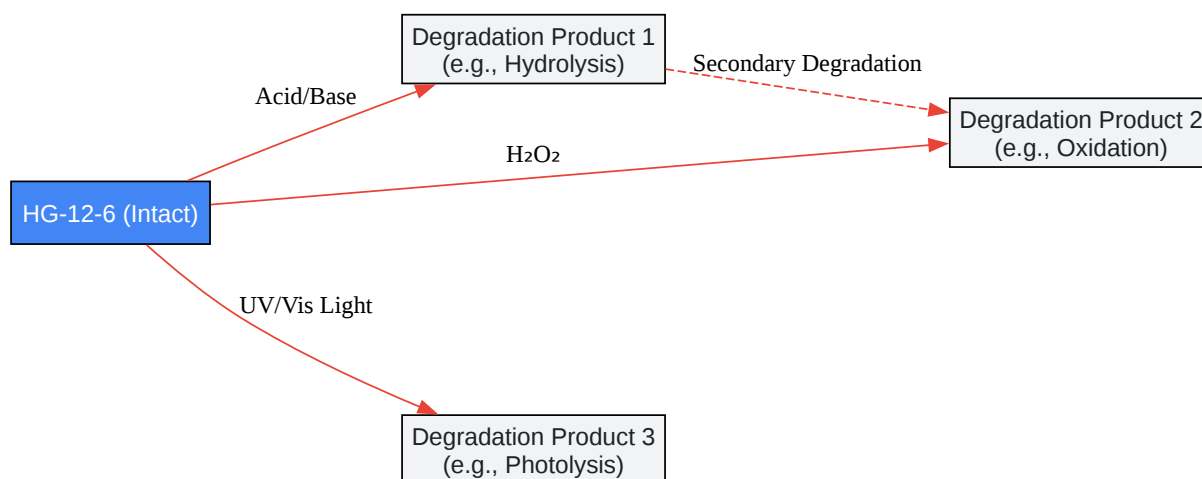 Degradation Product 1
(e.g., Hydrolysis)
Secondary Degradation
Acid/Base
Degradation Product 2
(e.g., Oxidation)
H₂O₂
HG-12-6 (Intact)
UV/Vis Light
Degradation Product 3
(e.g., Photolysis)